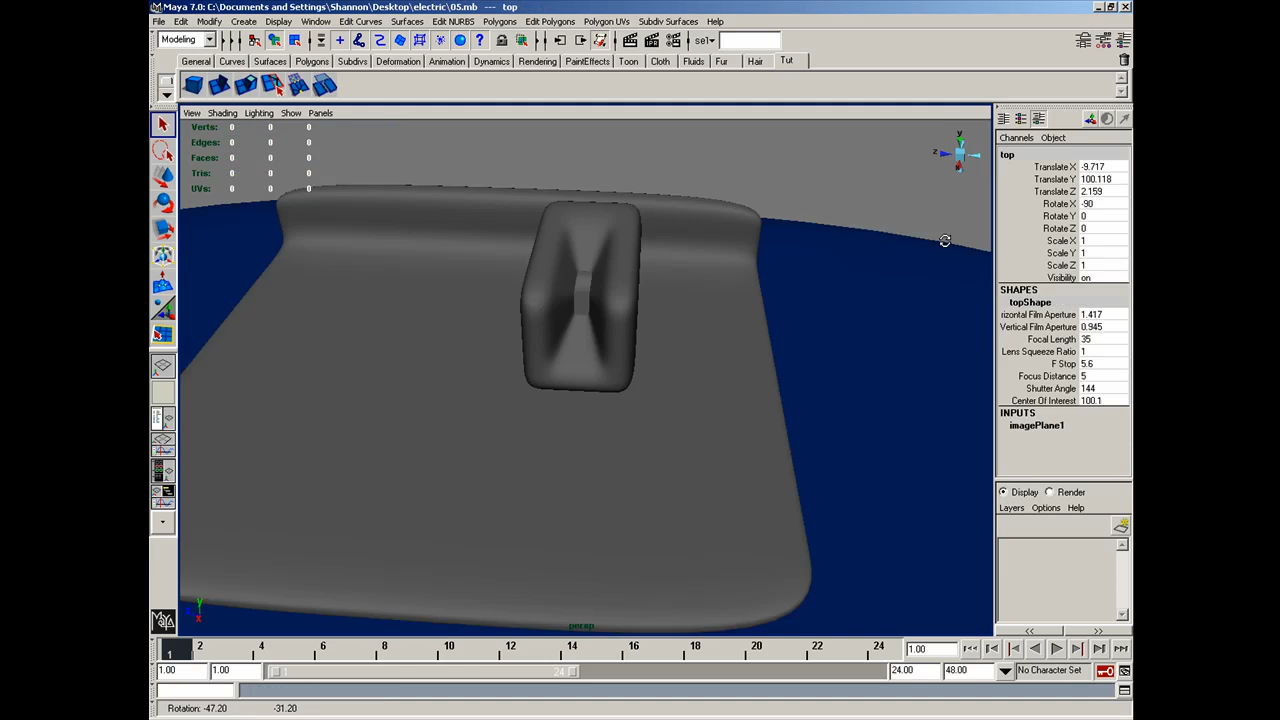 Maya 7.0: C:\Documents and Settings\Shannon\Desktop\electric\05.mb --- top
File Edit Modify Create Display Window Edit Curves Surfaces Edit NURBS Polygons Edit Polygons Polygon UVs Subdiv Surfaces Help
Modeling sel
General Curves Surfaces Polygons Subdivs Deformation Animation Dynamics Rendering PaintEffects Toon Cloth Fluids Fur Hair Tut
View Shading Lighting Show Panels
Verts: 0 0 0
Edges: 0 0 0
Faces: 0 0 0
Tris: 0 0 0
UVs: 0 0 0
y
z
Channels Object
top
Translate X -9.717
Translate Y 100.118
Translate Z 2.159
Rotate X -90
Rotate Y 0
Rotate Z 0
Scale X 1
Scale Y 1
Scale Z 1
Visibility on
SHAPES
topShape
rizontal Film Aperture 1.417
Vertical Film Aperture 0.945
Focal Length 35
Lens Squeeze Ratio 1
F Stop 5.6
Focus Distance 5
Shutter Angle 144
Center Of Interest 100.1
INPUTS
imagePlane1
Display Render
Layers Options Help
y
x
persp
MAYA
1 2 4 6 8 10 12 14 16 18 20 22 24 1.00
1.00 1.00 1 24 24.00 48.00 No Character Set
Rotation: -47.20 -31.20